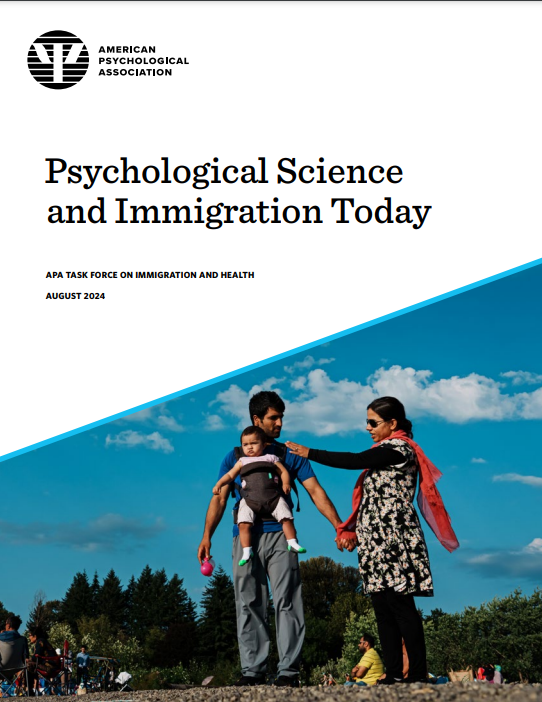 AMERICAN
PSYCHOLOGICAL
ASSOCIATION
Psychological Science
and Immigration Today
APA TASK FORCE ON IMMIGRATION AND HEALTH
AUGUST 2024